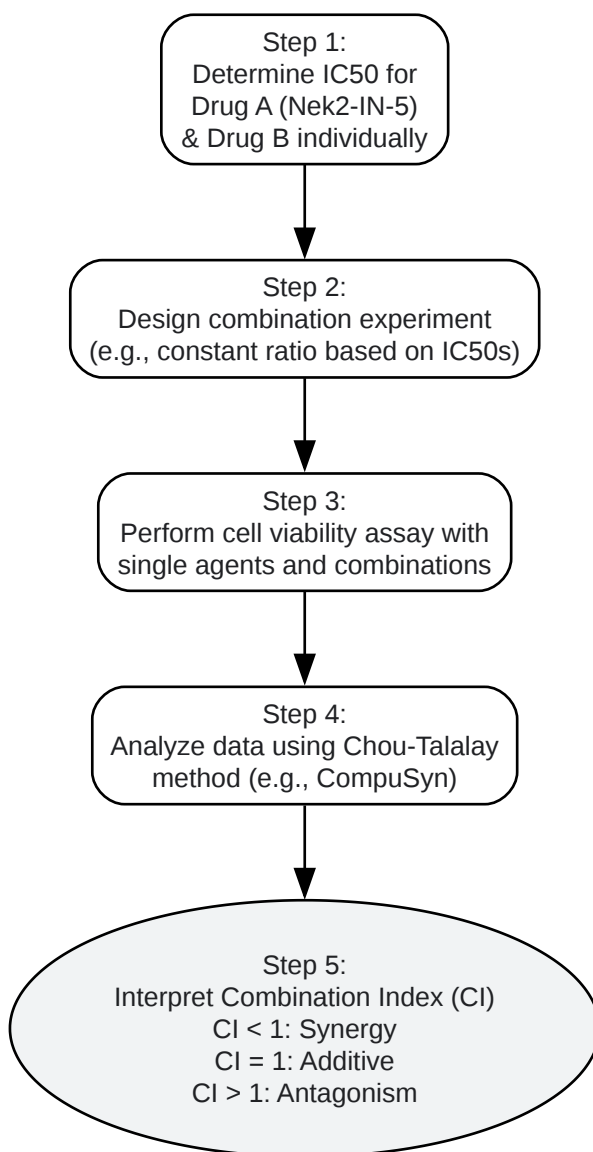 Step 1:
Determine IC50 for
Drug A (Nek2-IN-5)
& Drug B individually
Step 2:
Design combination experiment
(e.g., constant ratio based on IC50s)
Step 3:
Perform cell viability assay with
single agents and combinations
Step 4:
Analyze data using Chou-Talalay
method (e.g., CompuSyn)
Step 5:
Interpret Combination Index (CI)
CI < 1: Synergy
CI = 1: Additive
CI > 1: Antagonism